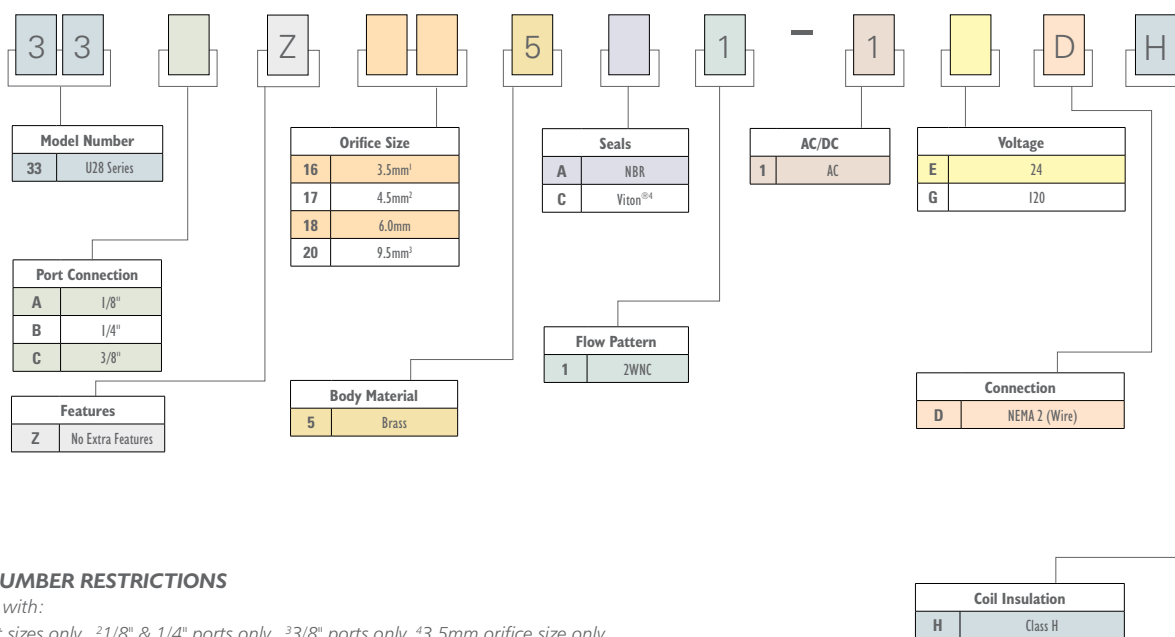 3 3 Z 5 1 – 1 D H
Model Number
33 U28 Series
Orifice Size
16 3.5mm¹
17 4.5mm²
18 6.0mm
20 9.5mm³
Seals
A NBR
C Viton®⁴
AC/DC
1 AC
Voltage
E 24
G 120
Port Connection
A 1/8"
B 1/4"
C 3/8"
Flow Pattern
1 2WNC
Features
Z No Extra Features
Body Material
5 Brass
Connection
D NEMA 2 (Wire)
UMBER RESTRICTIONS
with:
sizes only ²1/8" & 1/4" ports only ³3/8" ports only ⁴3.5mm orifice size only
Coil Insulation
H Class H